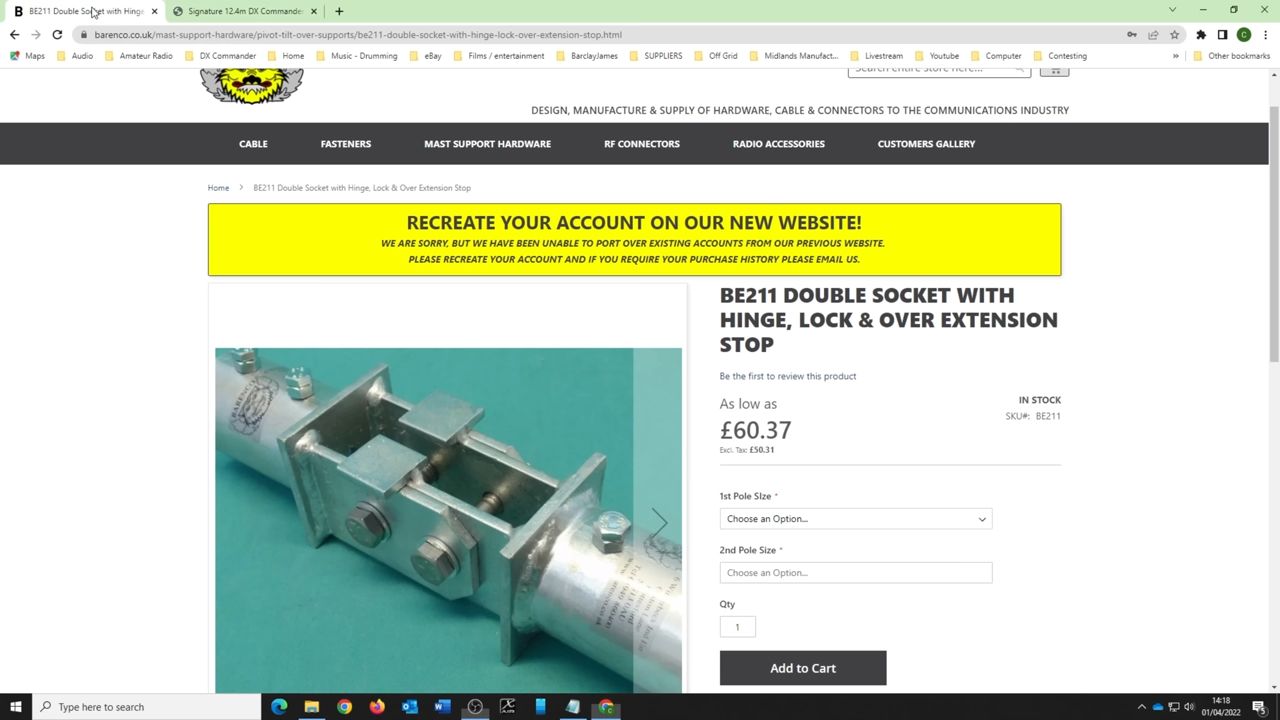 BE211 Double Socket with Hinge
Signature 12.4m DX Commander
barenco.co.uk/mast-support-hardware/pivot-tilt-over-supports/be211-double-socket-with-hinge-lock-over-extension-stop.html
Maps
Audio
Amateur Radio
DX Commander
Home
Music - Drumming
eBay
Films / entertainment
BarclayJames
SUPPLIERS
Off Grid
Midlands Manufact...
Livestream
Youtube
Computer
Contesting
»
Other bookmarks
Search entire store here...
DESIGN, MANUFACTURE & SUPPLY OF HARDWARE, CABLE & CONNECTORS TO THE COMMUNICATIONS INDUSTRY
CABLE
FASTENERS
MAST SUPPORT HARDWARE
RF CONNECTORS
RADIO ACCESSORIES
CUSTOMERS GALLERY
Home > BE211 Double Socket with Hinge, Lock & Over Extension Stop
RECREATE YOUR ACCOUNT ON OUR NEW WEBSITE!
WE ARE SORRY, BUT WE HAVE BEEN UNABLE TO PORT OVER EXISTING ACCOUNTS FROM OUR PREVIOUS WEBSITE.
PLEASE RECREATE YOUR ACCOUNT AND IF YOU REQUIRE YOUR PURCHASE HISTORY PLEASE EMAIL US.
BE211 DOUBLE SOCKET WITH
HINGE, LOCK & OVER EXTENSION
STOP
Be the first to review this product
As low as
£60.37
Excl. Tax: £50.31
IN STOCK
SKU#: BE211
1st Pole SIze *
Choose an Option...
2nd Pole Size *
Choose an Option...
Qty
1
Add to Cart
Type here to search
14:18
01/04/2022